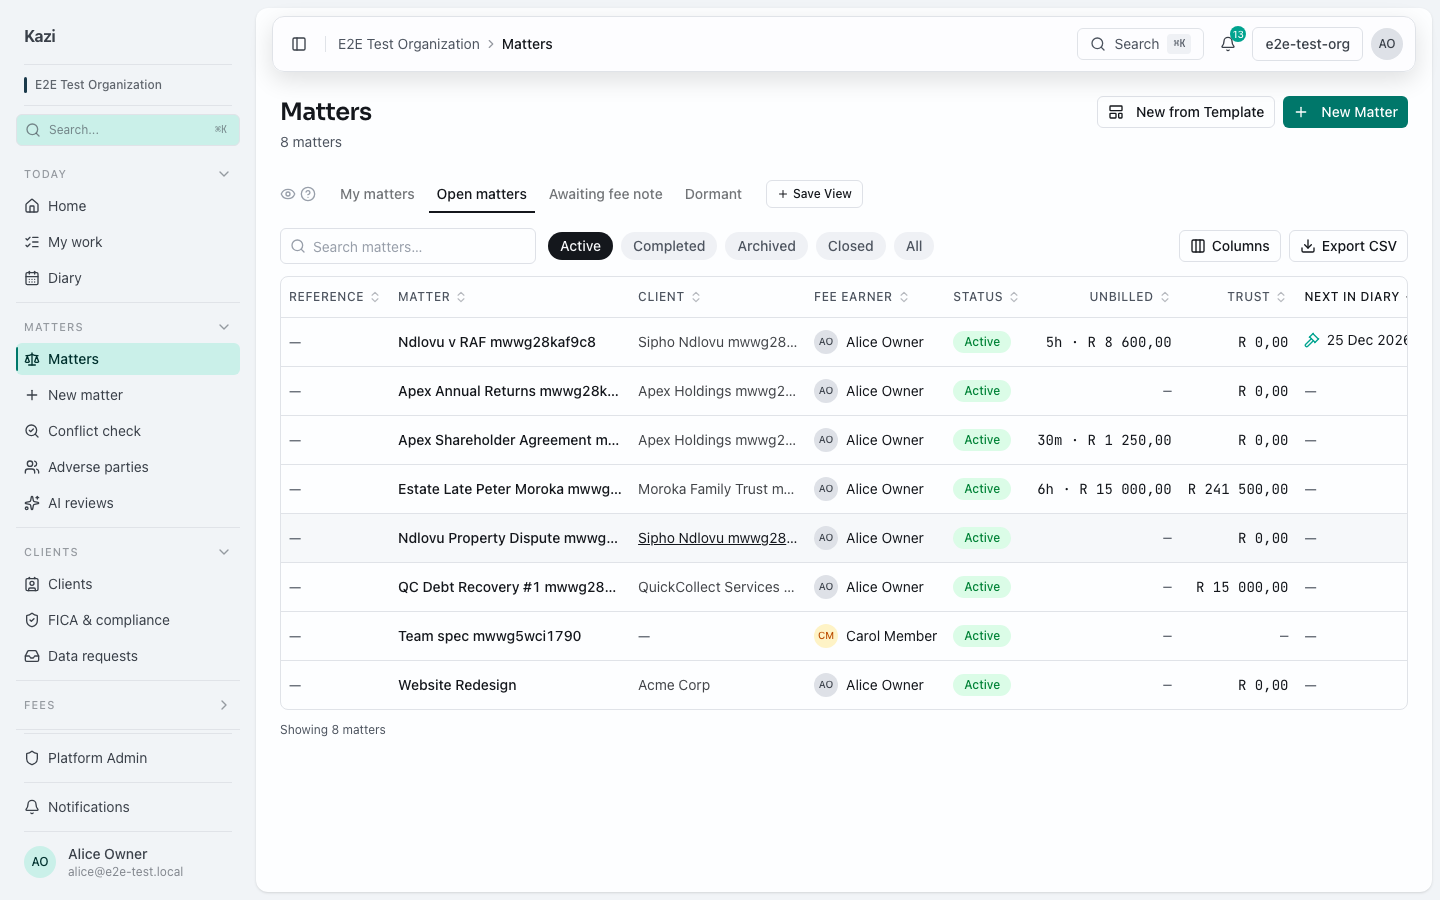 Kazi
E2E Test Organization
Search... ⌘K
TODAY
Home
My work
Diary
MATTERS
Matters
New matter
Conflict check
Adverse parties
AI reviews
CLIENTS
Clients
FICA & compliance
Data requests
FEES
Platform Admin
Notifications
AO Alice Owner
alice@e2e-test.local
E2E Test Organization > Matters
Search ⌘K 13 e2e-test-org AO
Matters
8 matters
New from Template + New Matter
My matters Open matters Awaiting fee note Dormant + Save View
Search matters... Active Completed Archived Closed All Columns Export CSV
REFERENCE MATTER CLIENT FEE EARNER STATUS UNBILLED TRUST NEXT IN DIARY
— Ndlovu v RAF mwwg28kaf9c8 Sipho Ndlovu mwwg28... AO Alice Owner Active 5h · R 8 600,00 R 0,00 25 Dec 2026
— Apex Annual Returns mwwg28k... Apex Holdings mwwg2... AO Alice Owner Active — R 0,00 —
— Apex Shareholder Agreement m... Apex Holdings mwwg2... AO Alice Owner Active 30m · R 1 250,00 R 0,00 —
— Estate Late Peter Moroka mwwg... Moroka Family Trust m... AO Alice Owner Active 6h · R 15 000,00 R 241 500,00 —
— Ndlovu Property Dispute mwwg... Sipho Ndlovu mwwg28... AO Alice Owner Active — R 0,00 —
— QC Debt Recovery #1 mwwg28... QuickCollect Services ... AO Alice Owner Active — R 15 000,00 —
— Team spec mwwg5wci1790 — CM Carol Member Active — — —
— Website Redesign Acme Corp AO Alice Owner Active — R 0,00 —
Showing 8 matters